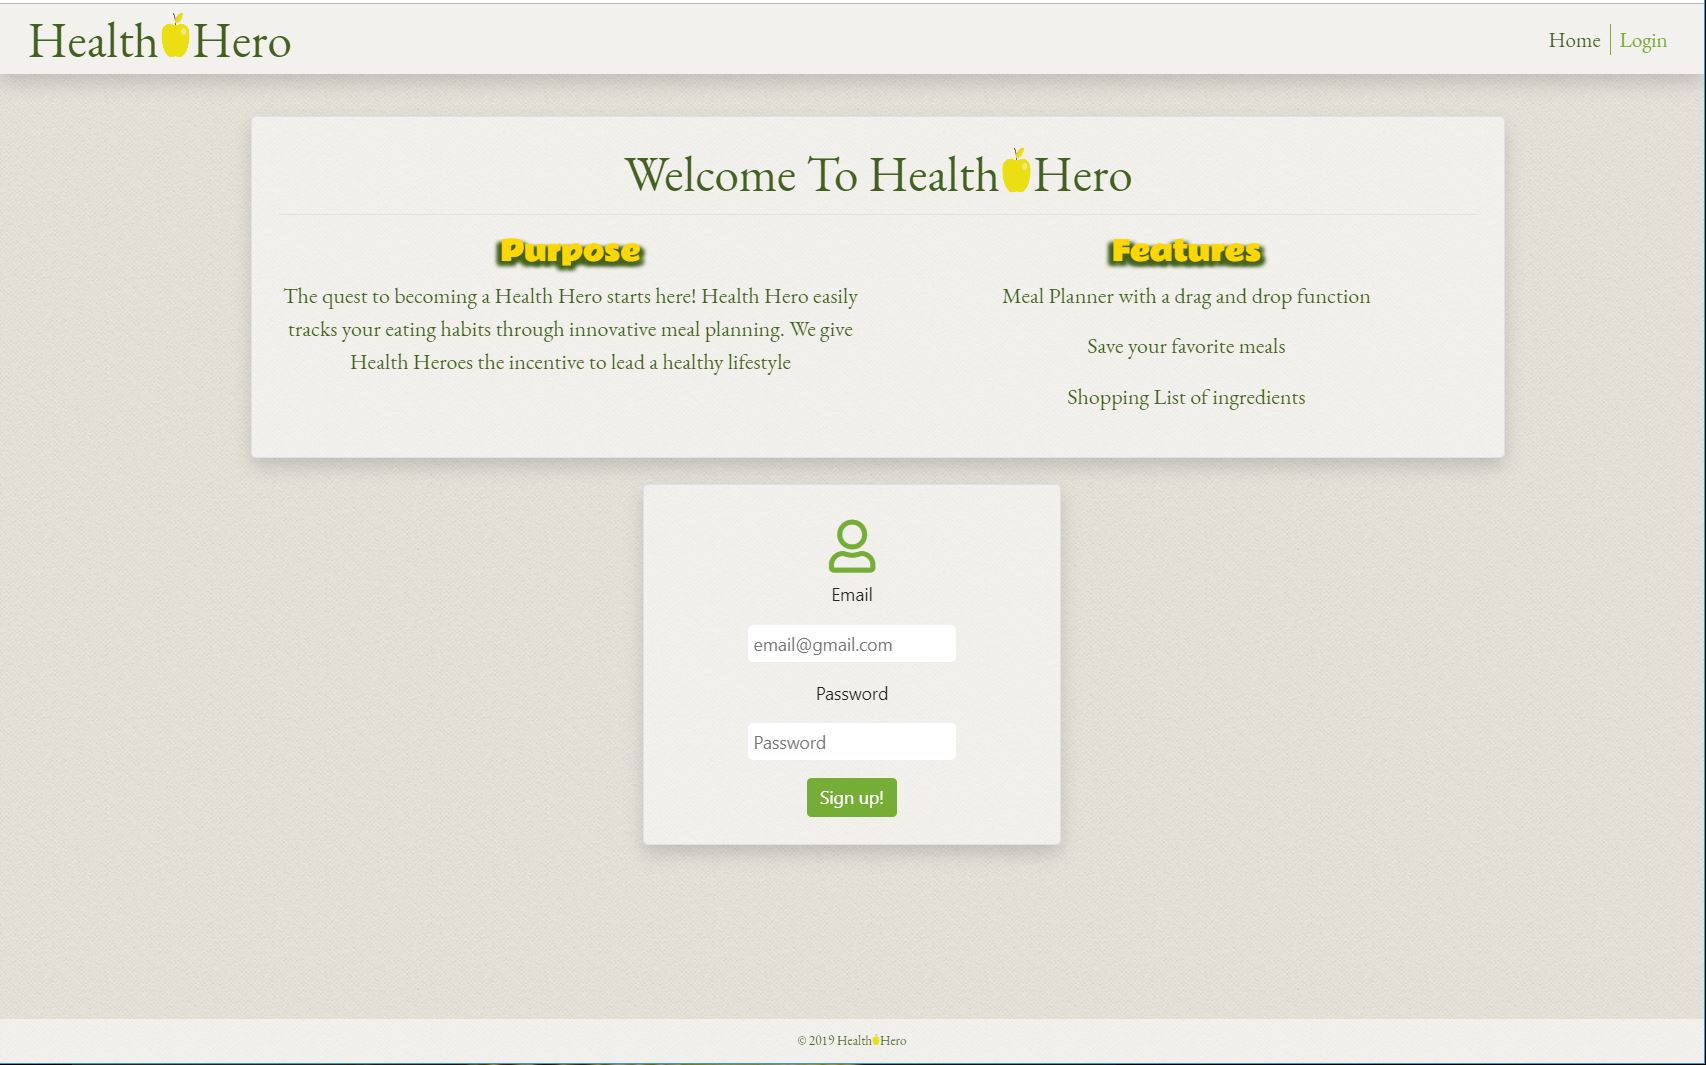 Health Hero
Home
Login
Welcome To Health Hero
Purpose
The quest to becoming a Health Hero starts here! Health Hero easily
tracks your eating habits through innovative meal planning. We give
Health Heroes the incentive to lead a healthy lifestyle
Features
Meal Planner with a drag and drop function
Save your favorite meals
Shopping List of ingredients
Email
email@gmail.com
Password
Password
Sign up!
© 2019 Health Hero